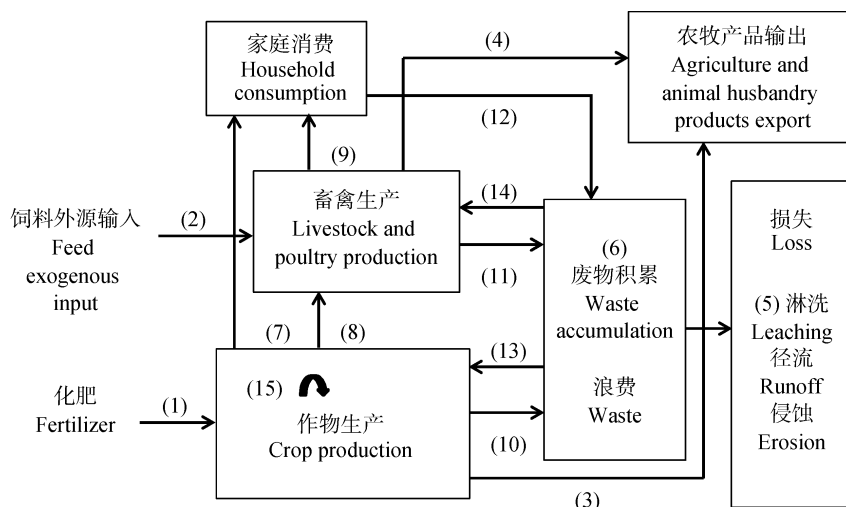 家庭消费
Household
consumption
(4)
农牧产品输出
Agriculture and
animal husbandry
products export
(12)
(9)
畜禽生产
Livestock and
poultry production
(14)
(11)
饲料外源输入
Feed
exogenous
input
(2)
(6)
废物积累
Waste
accumulation
浪费
Waste
损失
Loss
(5) 淋洗
Leaching
径流
Runoff
侵蚀
Erosion
(7)
(8)
(13)
化肥
Fertilizer
(1)
(15)
作物生产
Crop production
(10)
(3)